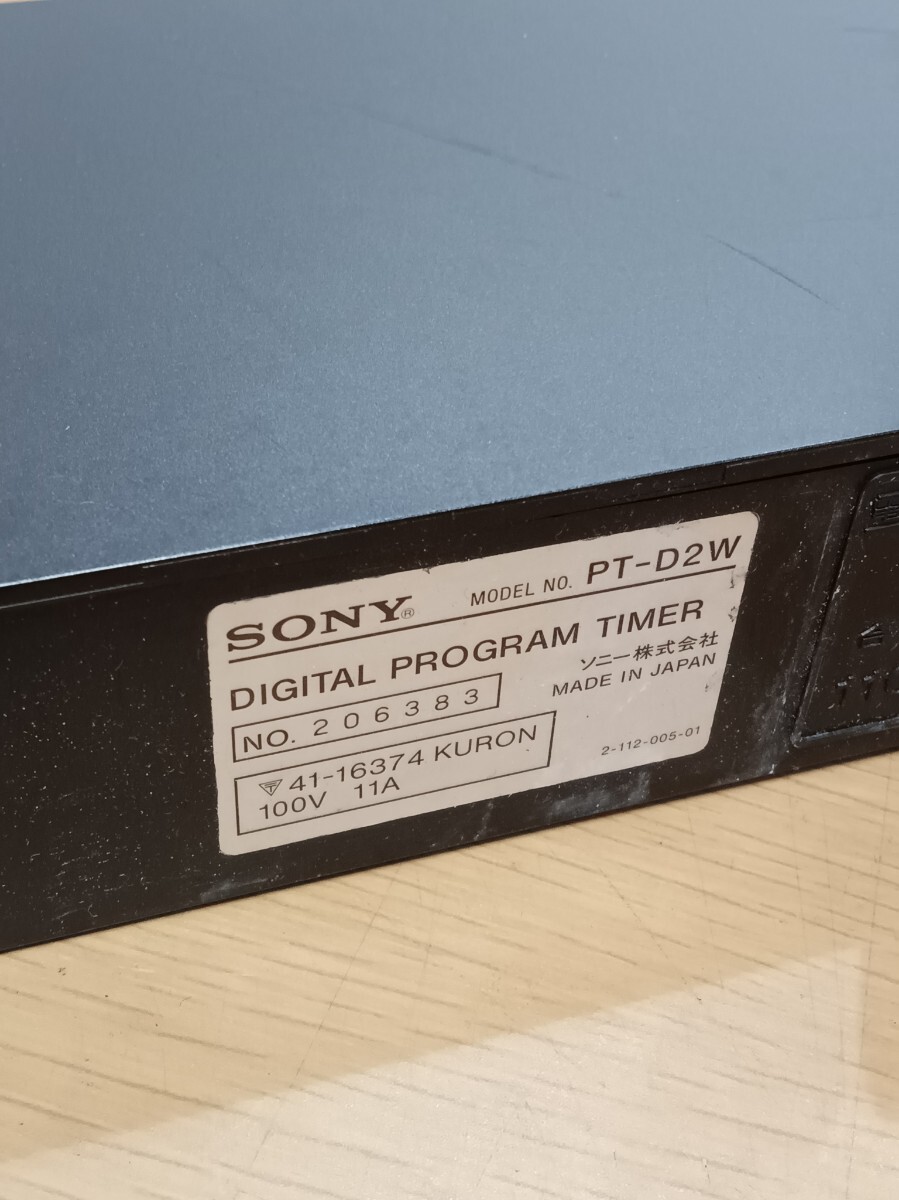 SONY® MODEL NO. PT-D2W
DIGITAL PROGRAM TIMER
NO. 206383
ソニー株式会社
MADE IN JAPAN
41-16374 KURON
100V 11A
2-112-005-01